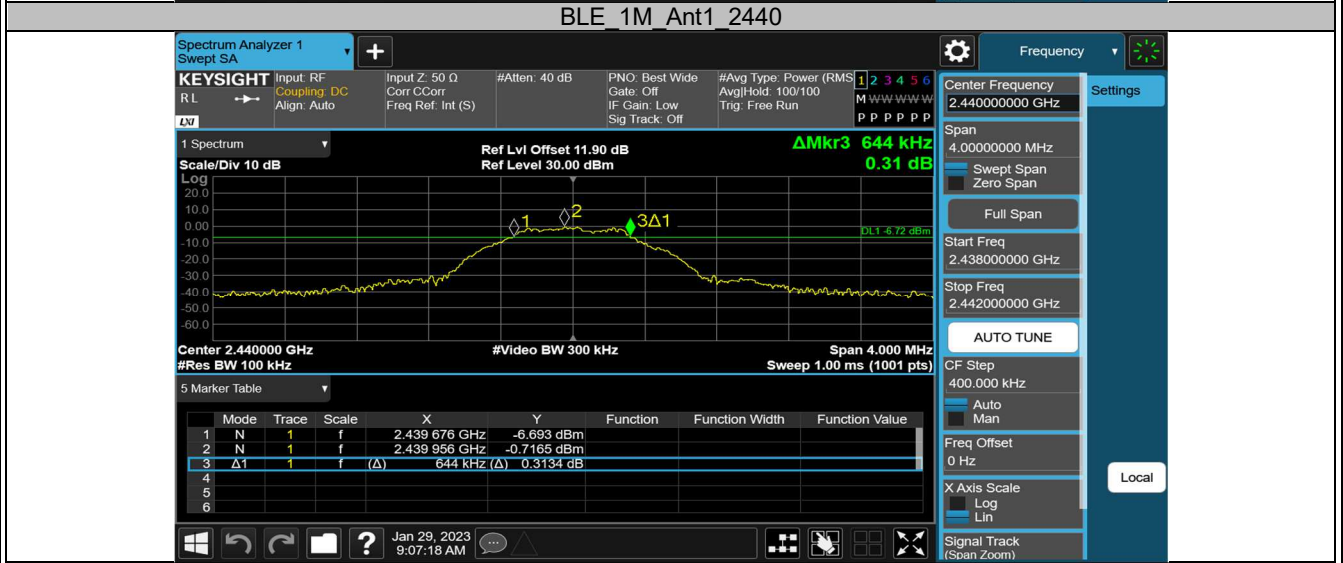 BLE_1M_Ant1_2440
Spectrum Analyzer 1
Swept SA
+
Frequency
KEYSIGHT
RL
LXI
Input: RF
Coupling: DC
Align: Auto
Input Z: 50 Ω
Corr CCorr
Freq Ref: Int (S)
#Atten: 40 dB
PNO: Best Wide
Gate: Off
IF Gain: Low
Sig Track: Off
#Avg Type: Power (RMS
Avg|Hold: 100/100
Trig: Free Run
1 2 3 4 5 6
M W W W W W
P P P P P P
1 Spectrum
Scale/Div 10 dB
Ref Lvl Offset 11.90 dB
Ref Level 30.00 dBm
ΔMkr3 644 kHz
0.31 dB
Log
20.0
10.0
0.00
-10.0
-20.0
-30.0
-40.0
-50.0
-60.0
1
2
3Δ1
DL1 -6.72 dBm
Center 2.440000 GHz
#Video BW 300 kHz
Span 4.000 MHz
#Res BW 100 kHz
Sweep 1.00 ms (1001 pts)
5 Marker Table
Mode Trace Scale X Y Function Function Width Function Value
1 N 1 f 2.439 676 GHz -6.693 dBm
2 N 1 f 2.439 956 GHz -0.7165 dBm
3 Δ1 1 f (Δ) 644 kHz (Δ) 0.3134 dB
4
5
6
?
Jan 29, 2023
9:07:18 AM
Center Frequency
2.440000000 GHz
Settings
Span
4.00000000 MHz
Swept Span
Zero Span
Full Span
Start Freq
2.438000000 GHz
Stop Freq
2.442000000 GHz
AUTO TUNE
CF Step
400.000 kHz
Auto
Man
Freq Offset
0 Hz
X Axis Scale
Log
Lin
Local
Signal Track
(Span Zoom)